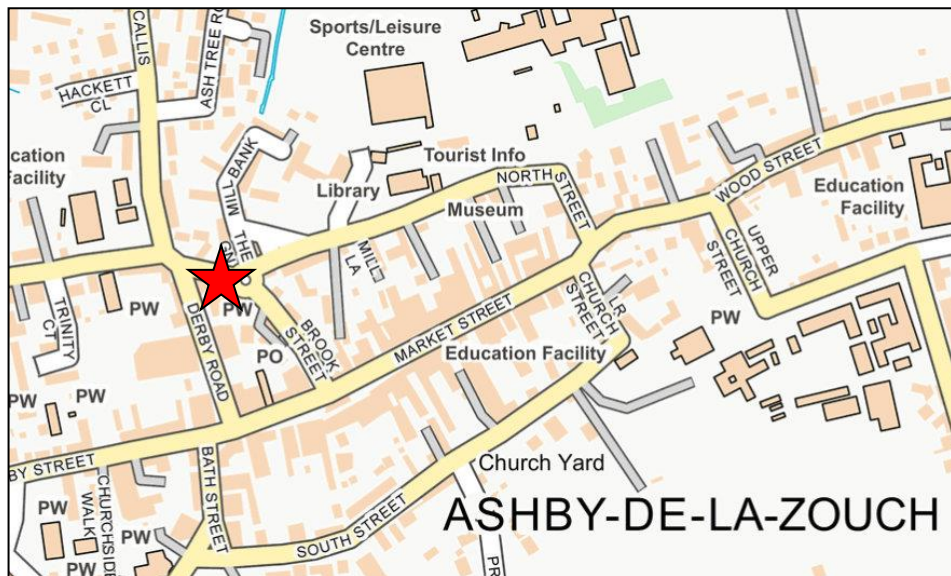 CALLIS
ASH TREE RO
Sports/Leisure
Centre
HACKETT
CL
cation
Facility
MILL BANK
Library
Tourist Info
NORTH
STREET
Museum
WOOD STREET
Education
Facility
UPPER
CHURCH
STREET
THE
MILL
LA
TRINITY
CT
PW
DERBY ROAD
PW
BROOK
STREET
PO
MARKET STREET
LR
CHURCH
STREET
PW
Education Facility
PW
PW
BY STREET
BATH STREET
Church Yard
PW
CHURCHSIDE
WALK
PW
PW
SOUTH STREET
PR
ASHBY-DE-LA-ZOUCH